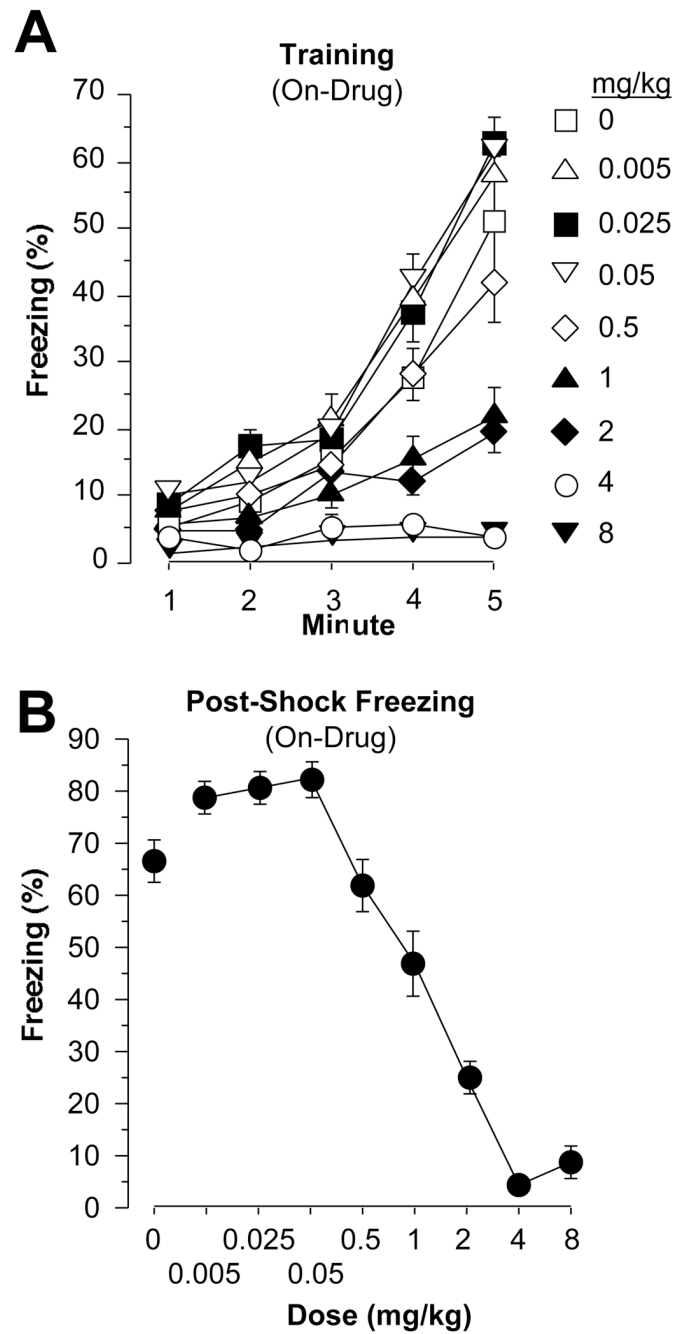 A
Training
(On-Drug)
mg/kg
0
0.005
0.025
0.05
0.5
1
2
4
8
Freezing (%)
70
60
50
40
30
20
10
0
1 2 3 4 5
Minute
B
Post-Shock Freezing
(On-Drug)
Freezing (%)
90
80
70
60
50
40
30
20
10
0
0 0.025 0.5 1 2 4 8
0.005 0.05
Dose (mg/kg)